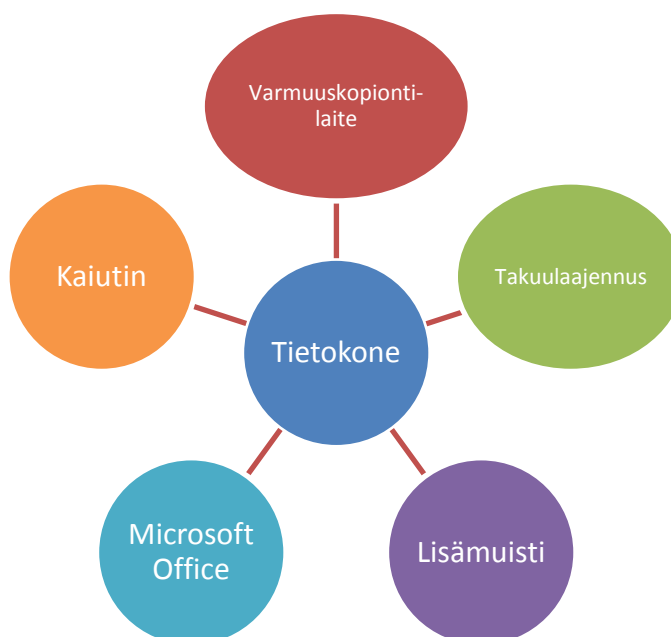 Varmuuskopionti-
laite
Kaiutin
Takuulaajennus
Tietokone
Microsoft
Office
Lisämuisti